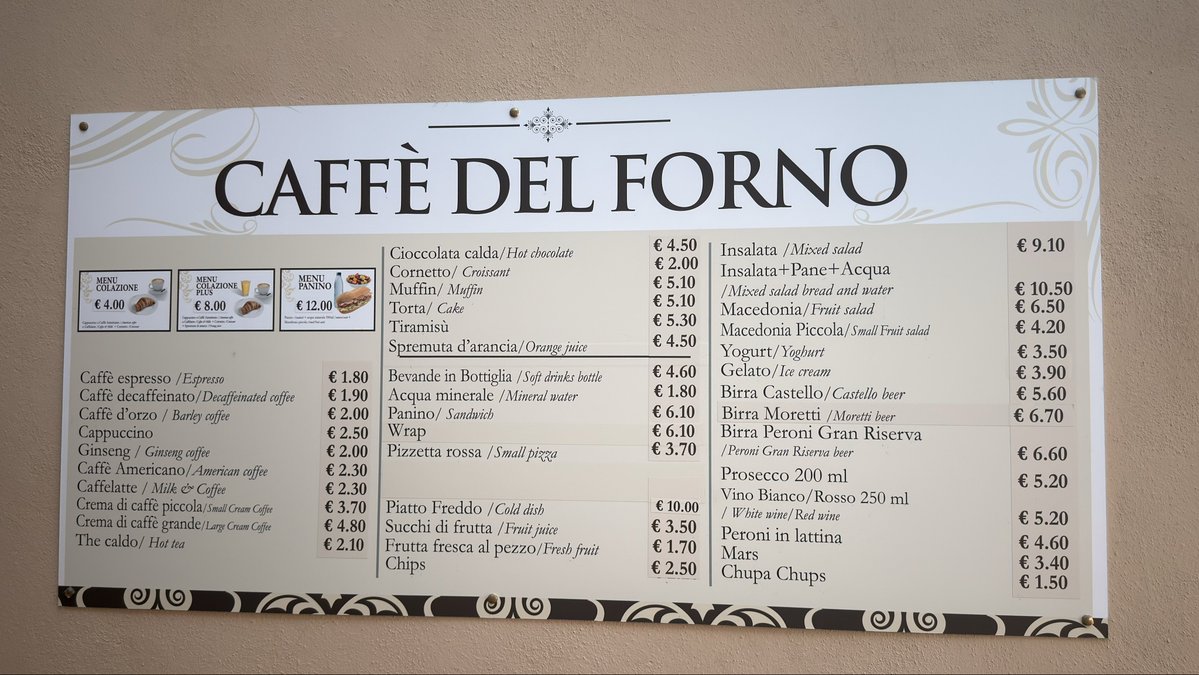 CAFFÈ DEL FORNO
MENU
COLAZIONE
€ 4.00
MENU
COLAZIONE
PLUS
€ 8.00
MENU
PANINO
€ 12.00
Caffè espresso /Espresso € 1.80
Caffè decaffeinato/Decaffeinated coffee € 1.90
Caffè d'orzo / Barley coffee € 2.00
Cappuccino € 2.50
Ginseng / Ginseng coffee € 2.00
Caffè Americano/American coffee € 2.30
Caffelatte / Milk & Coffee € 2.30
Crema di caffè piccola/Small Cream Coffee € 3.70
Crema di caffè grande/Large Cream Coffee € 4.80
The caldo/ Hot tea € 2.10
Cioccolata calda/Hot chocolate € 4.50
Cornetto/ Croissant € 2.00
Muffin/ Muffin € 5.10
Torta/ Cake € 5.10
Tiramisù € 5.30
Spremuta d'arancia/Orange juice € 4.50
Bevande in Bottiglia /Soft drinks bottle € 4.60
Acqua minerale /Mineral water € 1.80
Panino/ Sandwich € 6.10
Wrap € 6.10
Pizzetta rossa /Small pizza € 3.70
Piatto Freddo /Cold dish € 10.00
Succhi di frutta /Fruit juice € 3.50
Frutta fresca al pezzo/Fresh fruit € 1.70
Chips € 2.50
Insalata /Mixed salad € 9.10
Insalata+Pane+Acqua
/Mixed salad bread and water € 10.50
Macedonia/Fruit salad € 6.50
Macedonia Piccola/Small Fruit salad € 4.20
Yogurt/Yoghurt € 3.50
Gelato/Ice cream € 3.90
Birra Castello/Castello beer € 5.60
Birra Moretti /Moretti beer € 6.70
Birra Peroni Gran Riserva
/Peroni Gran Riserva beer € 6.60
Prosecco 200 ml € 5.20
Vino Bianco/Rosso 250 ml
/ White wine/Red wine € 5.20
Peroni in lattina € 4.60
Mars € 3.40
Chupa Chups € 1.50